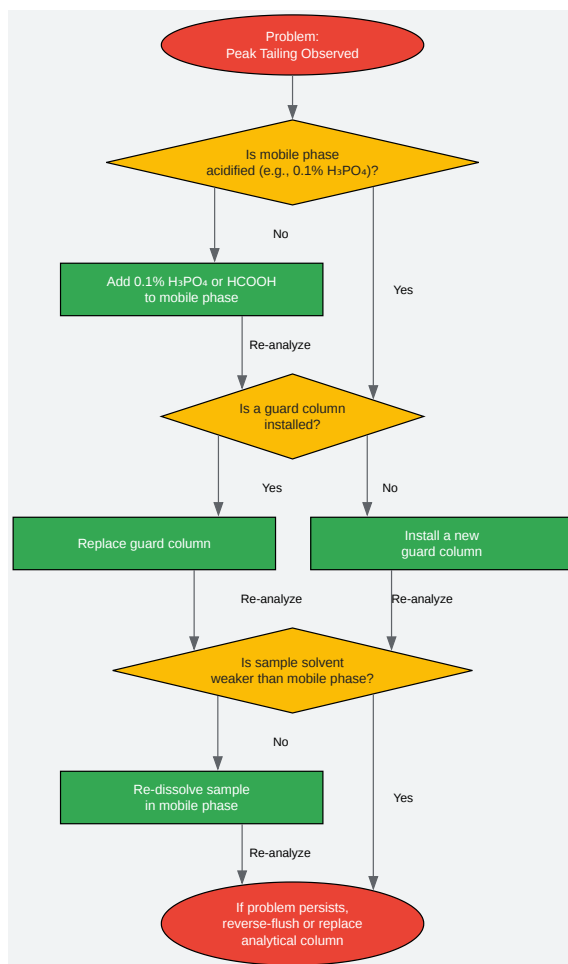 Problem:
Peak Tailing Observed
Is mobile phase
acidified (e.g., 0.1% H₃PO₄)?
No
Add 0.1% H₃PO₄ or HCOOH
to mobile phase
Yes
Re-analyze
Is a guard column
installed?
Yes
No
Replace guard column
Install a new
guard column
Re-analyze
Re-analyze
Is sample solvent
weaker than mobile phase?
No
Re-dissolve sample
in mobile phase
Yes
Re-analyze
If problem persists,
reverse-flush or replace
analytical column